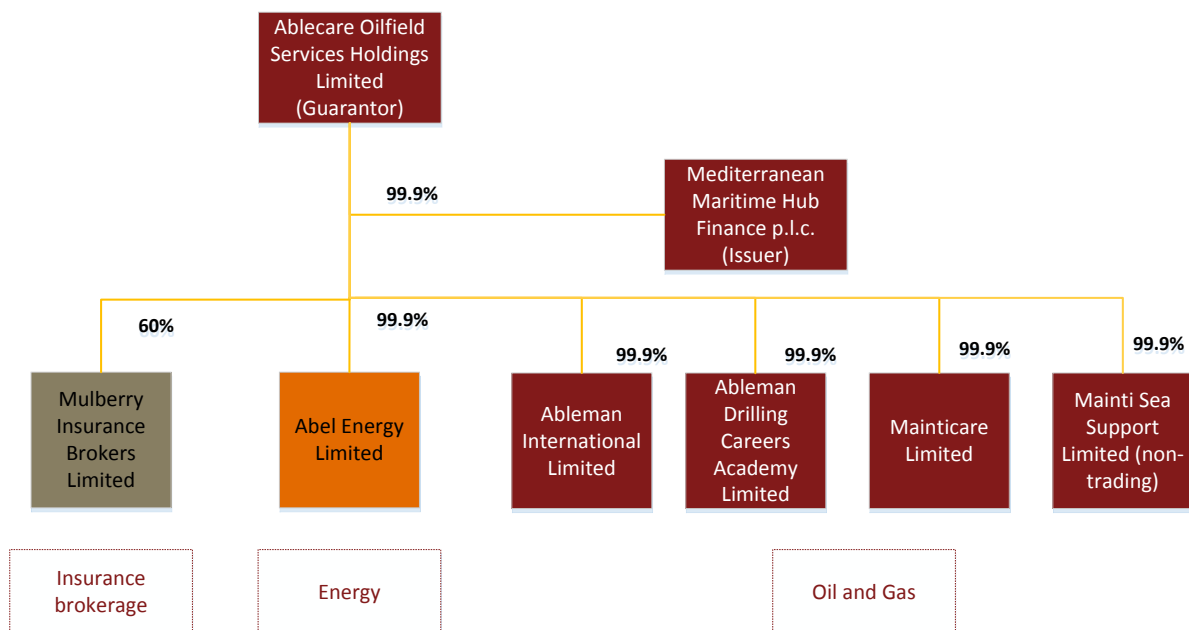 Ablecare Oilfield
Services Holdings
Limited
(Guarantor)
99.9%
Mediterranean
Maritime Hub
Finance p.l.c.
(Issuer)
60%
99.9%
99.9%
99.9%
99.9%
99.9%
Mulberry
Insurance
Brokers
Limited
Abel Energy
Limited
Ableman
International
Limited
Ableman
Drilling
Careers
Academy
Limited
Mainticare
Limited
Mainti Sea
Support
Limited (non-
trading)
Insurance
brokerage
Energy
Oil and Gas